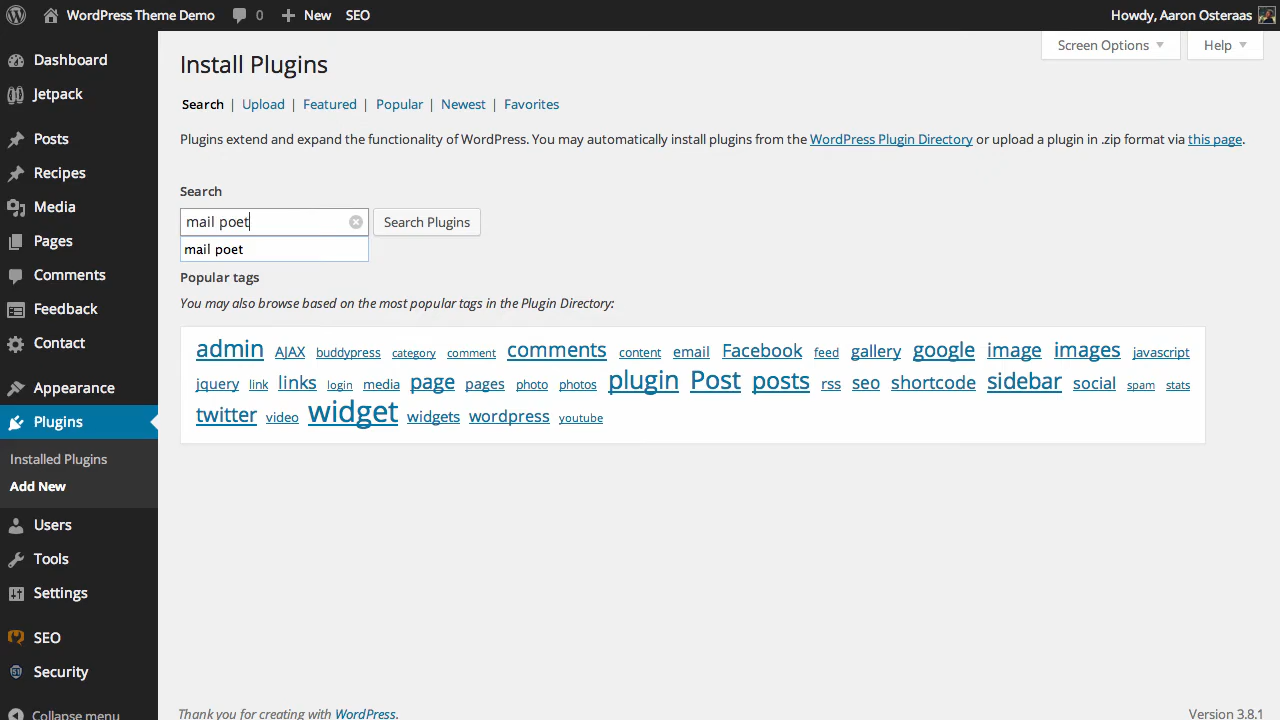 WordPress Theme Demo 0 New SEO Howdy, Aaron Osteraas
Screen Options Help
Dashboard
Jetpack
Posts
Recipes
Media
Pages
Comments
Feedback
Contact
Appearance
Plugins
Installed Plugins
Add New
Users
Tools
Settings
SEO
Security
Collapse menu
Install Plugins
Search | Upload | Featured | Popular | Newest | Favorites
Plugins extend and expand the functionality of WordPress. You may automatically install plugins from the WordPress Plugin Directory or upload a plugin in .zip format via this page.
Search
mail poet Search Plugins
mail poet
Popular tags
You may also browse based on the most popular tags in the Plugin Directory:
admin AJAX buddypress category comment comments content email Facebook feed gallery google image images javascript
jquery link links login media page pages photo photos plugin Post posts rss seo shortcode sidebar social spam stats
twitter video widget widgets wordpress youtube
Thank you for creating with WordPress. Version 3.8.1